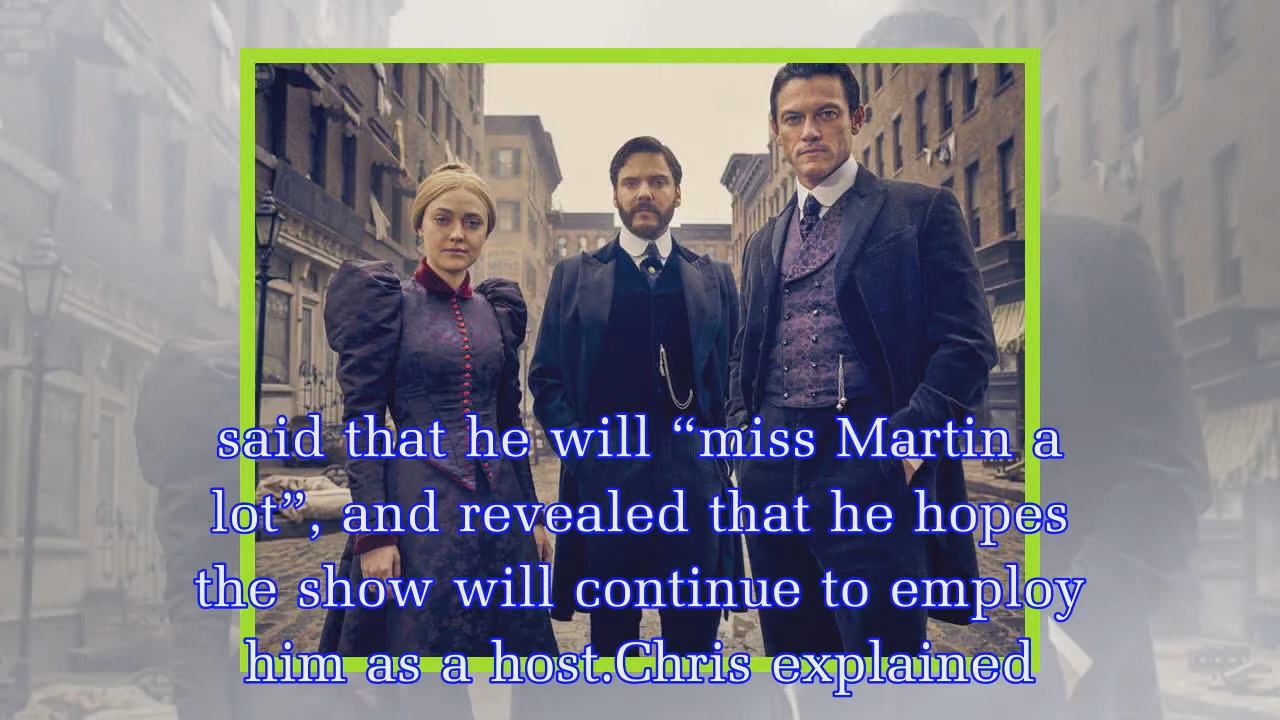 said that he will “miss Martin a
lot”, and revealed that he hopes
the show will continue to employ
him as a host.Chris explained